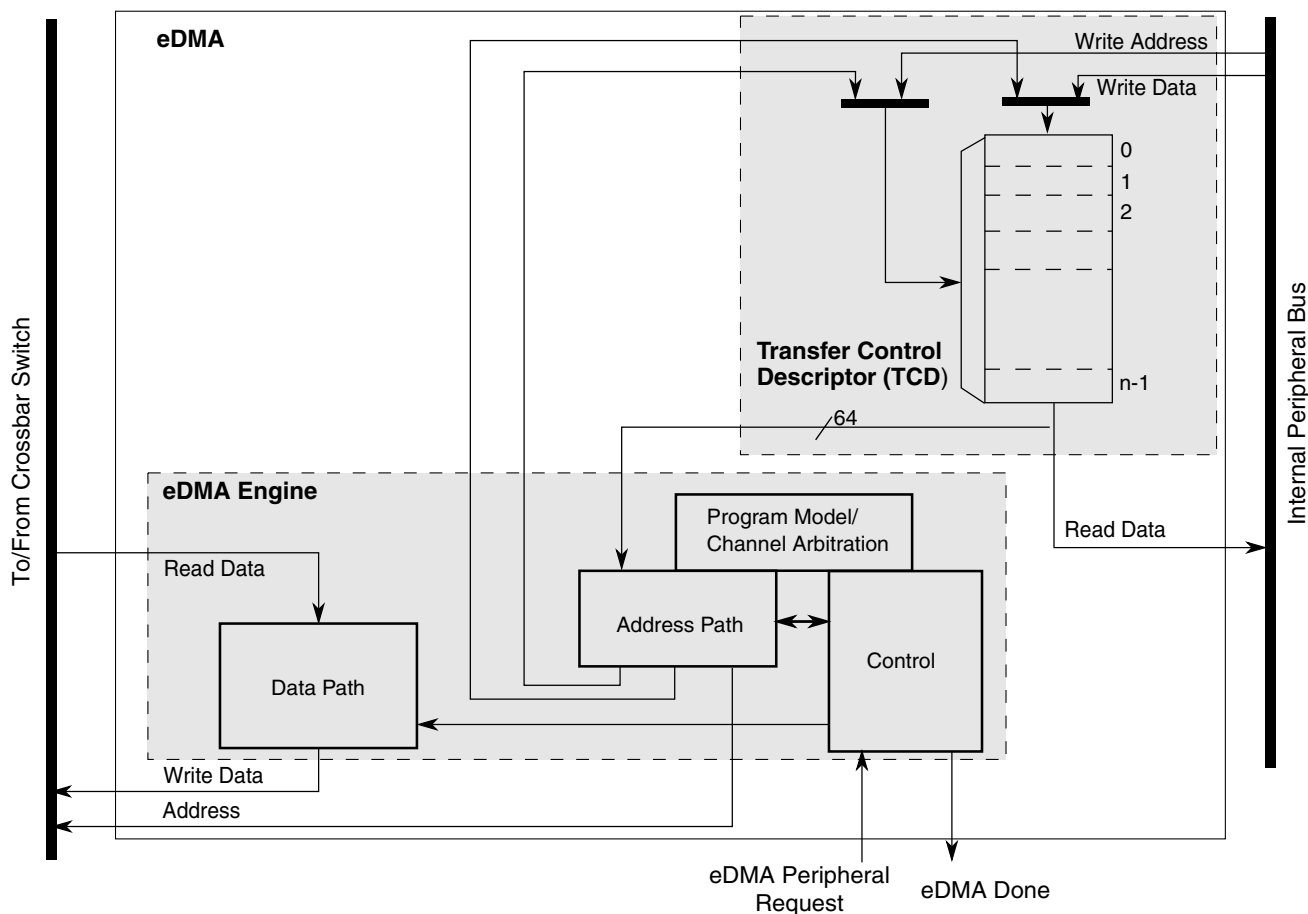 eDMA
Write Address
Write Data
0
1
2
n-1
Transfer Control
Descriptor (TCD)
64
To/From Crossbar Switch
Internal Peripheral Bus
eDMA Engine
Program Model/
Channel Arbitration
Read Data
Read Data
Address Path
Control
Data Path
Write Data
Address
eDMA Peripheral
Request
eDMA Done